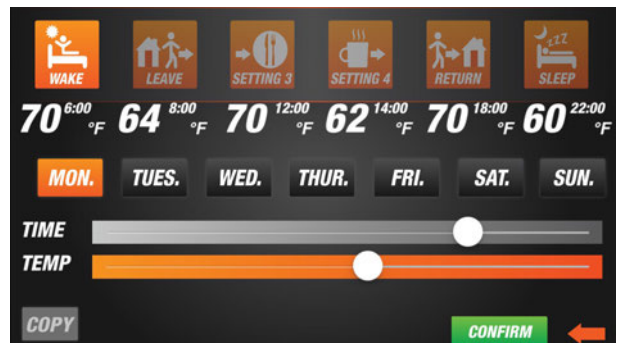 WAKE LEAVE SETTING 3 SETTING 4 RETURN zzz SLEEP
70 6:00 °F 64 8:00 °F 70 12:00 °F 62 14:00 °F 70 18:00 °F 60 22:00 °F
MON. TUES. WED. THUR. FRI. SAT. SUN.
TIME
TEMP
COPY CONFIRM